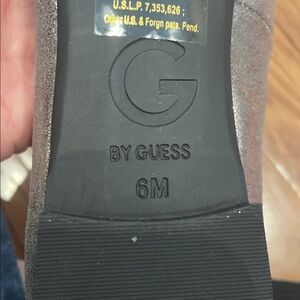 U.S.L.P. 7,353,626 ;
Other U.S. & Forgn pats. Pend.
G
BY GUESS
6M